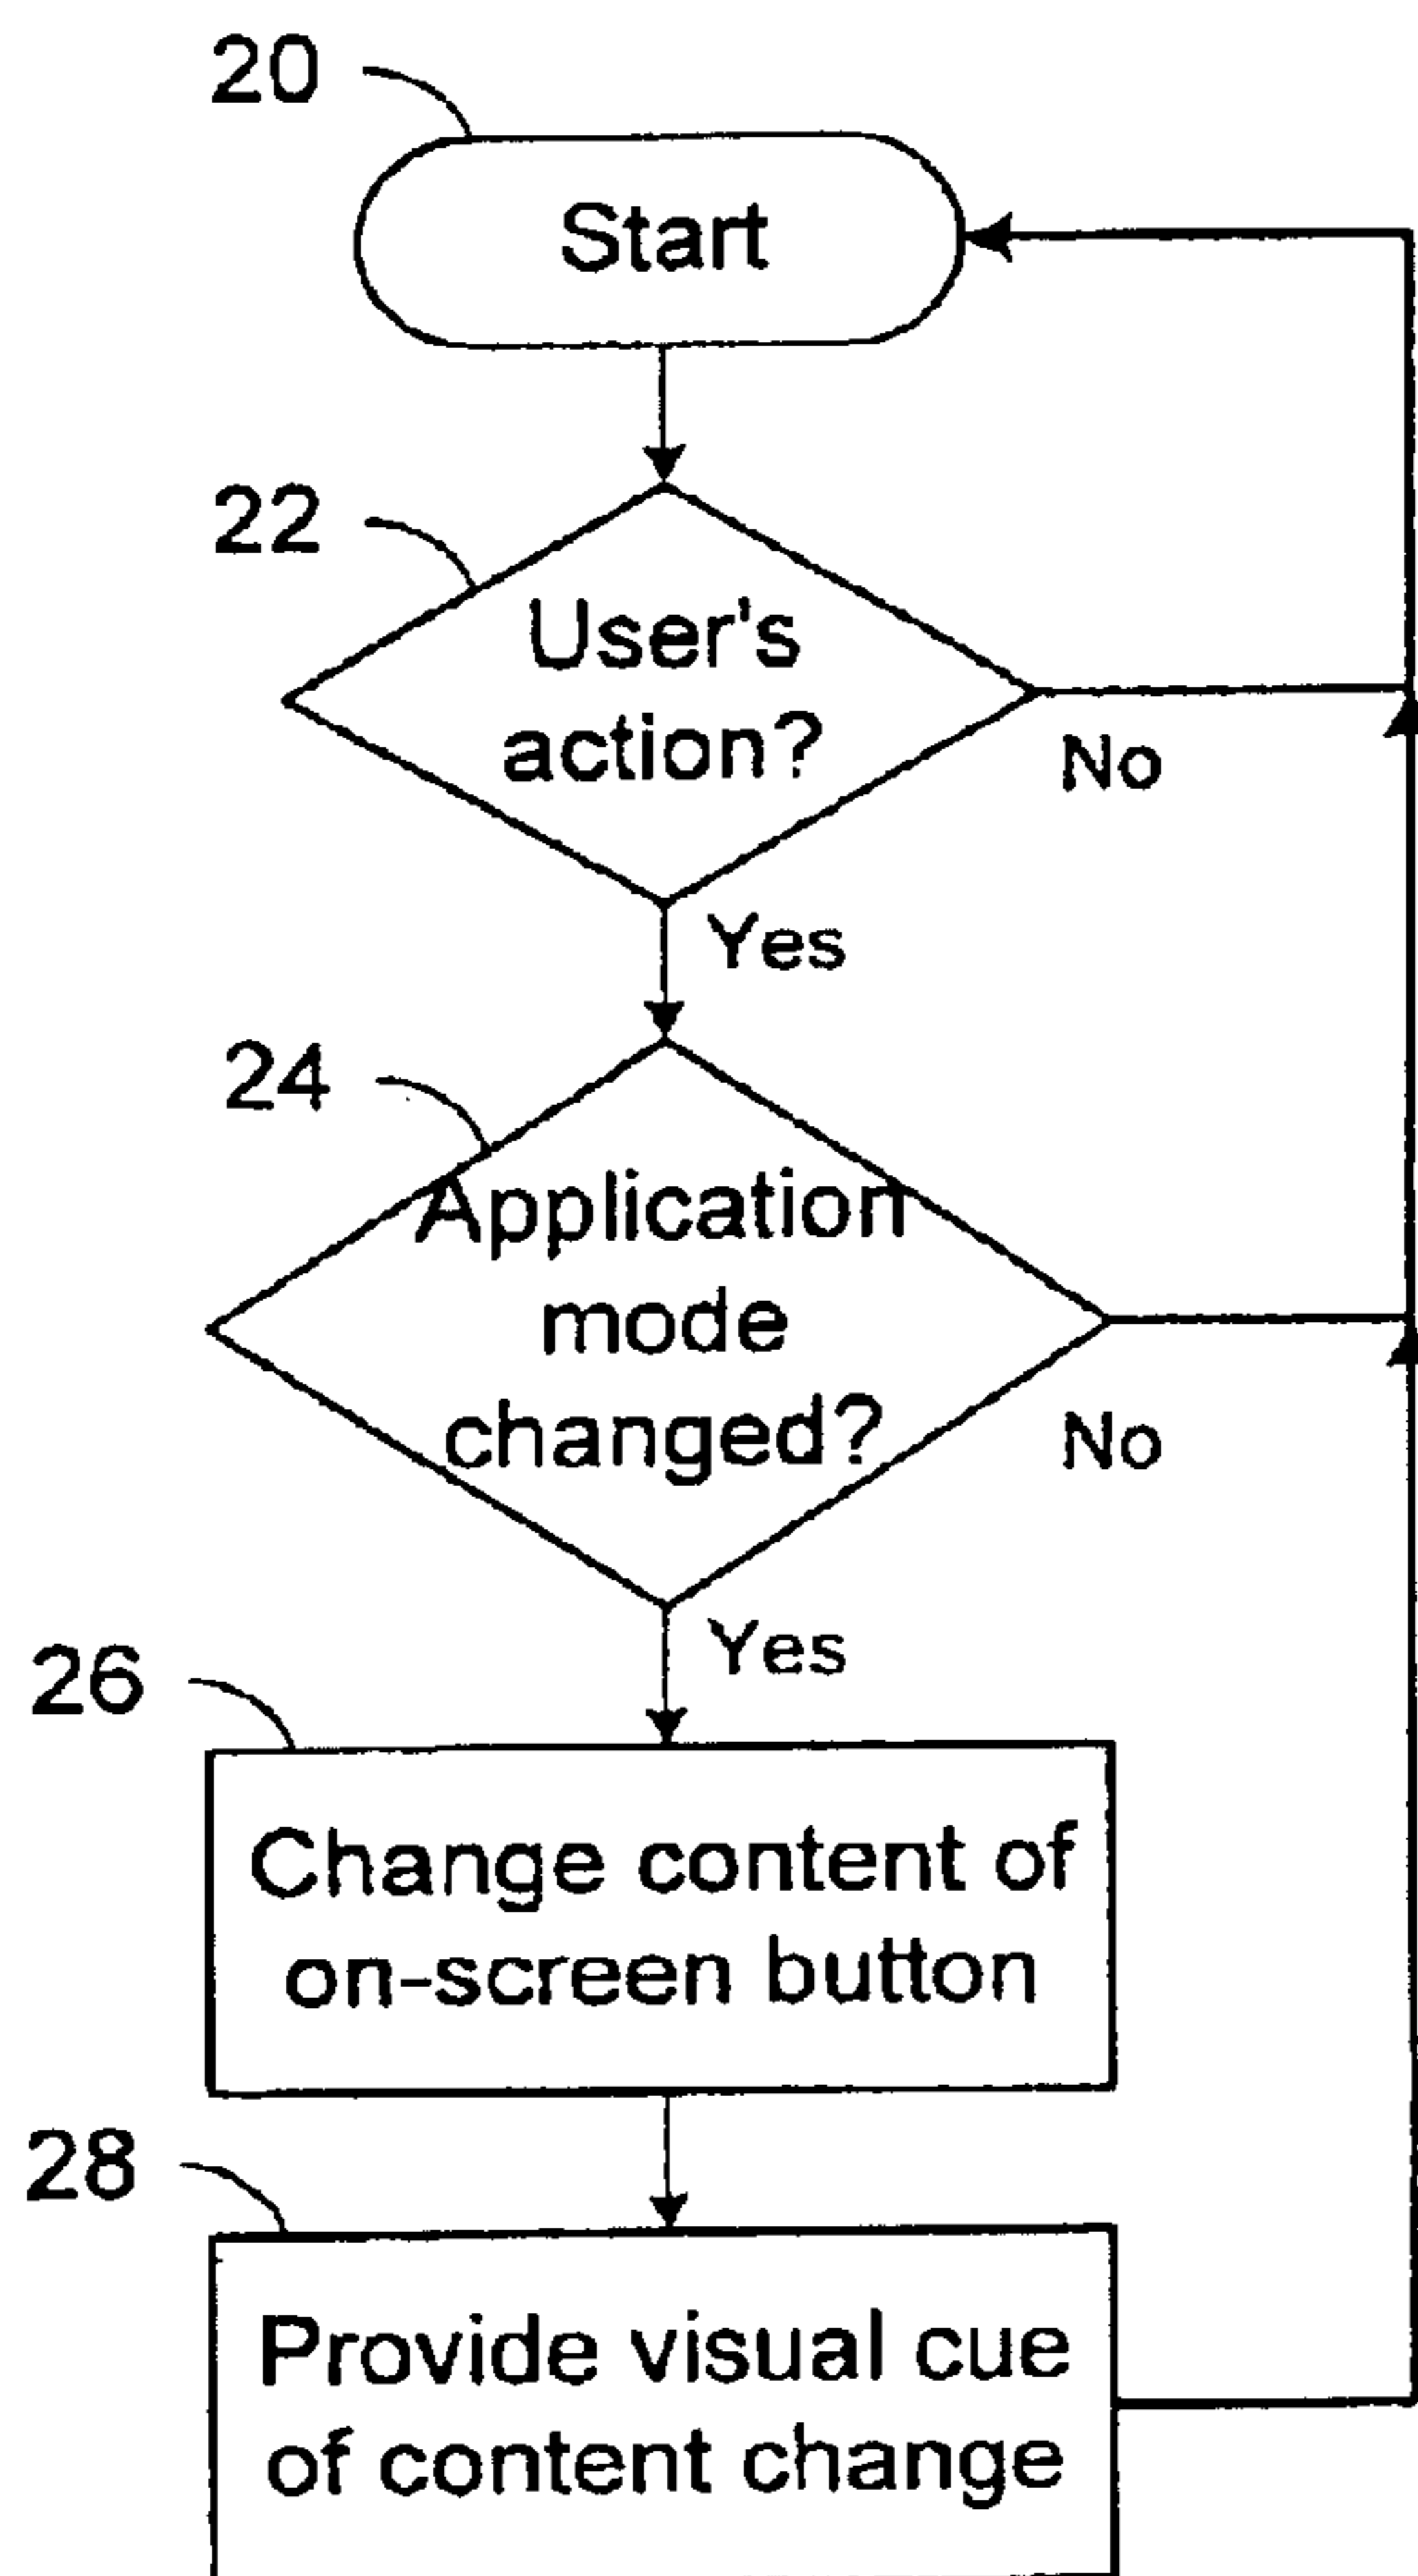 20
Start
22
User's
action?
No
Yes
24
Application
mode
changed?
No
Yes
26
Change content of
on-screen button
28
Provide visual cue
of content change